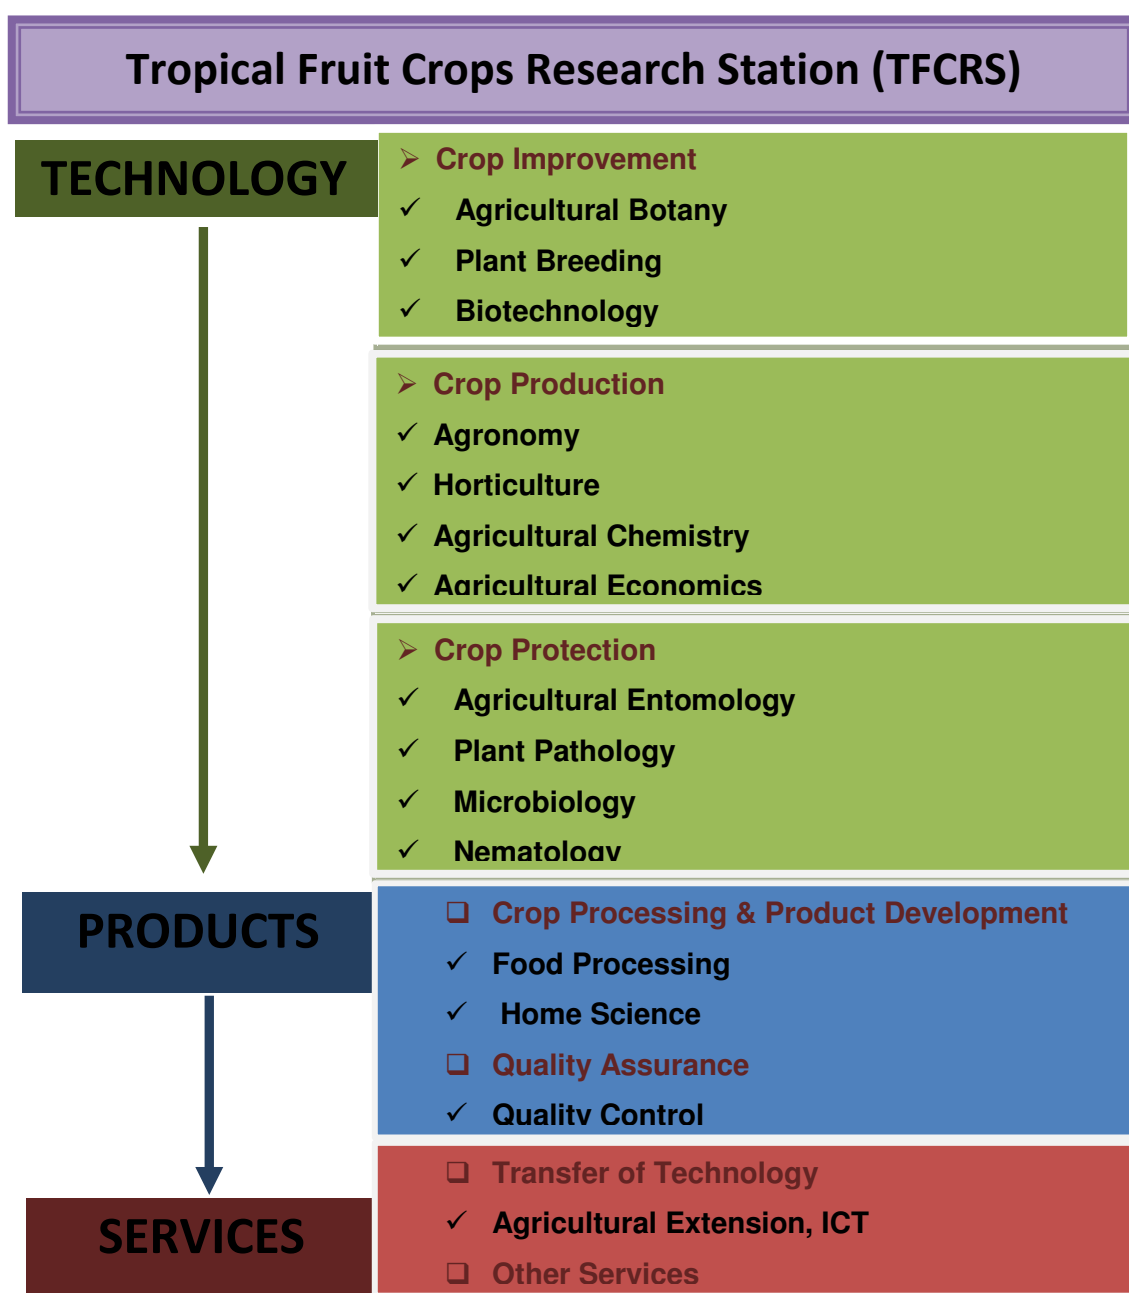 Tropical Fruit Crops Research Station (TFCRS)
TECHNOLOGY
➢ Crop Improvement
✓ Agricultural Botany
✓ Plant Breeding
✓ Biotechnology
➢ Crop Production
✓ Agronomy
✓ Horticulture
✓ Agricultural Chemistry
✓ Agricultural Economics
➢ Crop Protection
✓ Agricultural Entomology
✓ Plant Pathology
✓ Microbiology
✓ Nematology
PRODUCTS
❑ Crop Processing & Product Development
✓ Food Processing
✓ Home Science
❑ Quality Assurance
✓ Quality Control
SERVICES
❑ Transfer of Technology
✓ Agricultural Extension, ICT
❑ Other Services